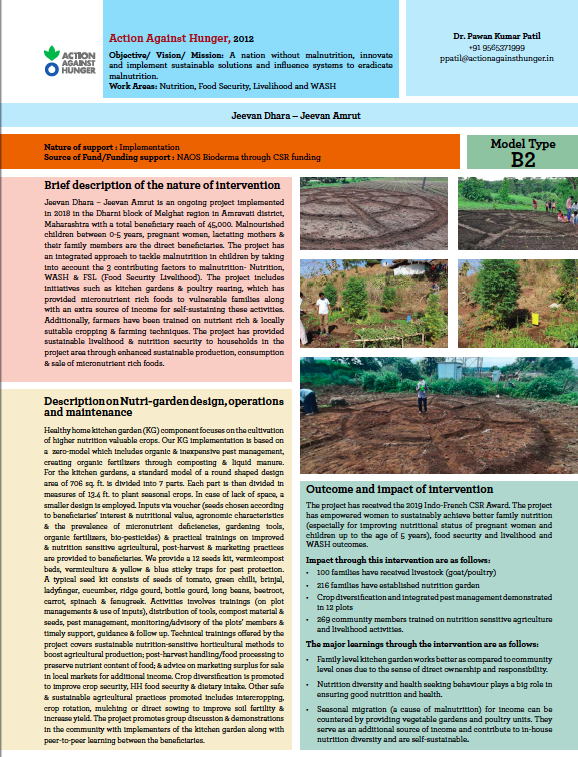 ACTION
AGAINST
HUNGER
Action Against Hunger, 2012
Objective/ Vision/ Mission: A nation without malnutrition, innovate
and implement sustainable solutions and influence systems to eradicate
malnutrition.
Work Areas: Nutrition, Food Security, Livelihood and WASH
Dr. Pawan Kumar Patil
+91 9565371999
ppatil@actionagainsthunger.in
Jeevan Dhara – Jeevan Amrut
Nature of support : Implementation
Source of Fund/Funding support : NAOS Bioderma through CSR funding
Model Type
B2
Brief description of the nature of intervention
Jeevan Dhara – Jeevan Amrut is an ongoing project implemented
in 2018 in the Dharni block of Melghat region in Amravati district,
Maharashtra with a total beneficiary reach of 45,000. Malnourished
children between 0-5 years, pregnant women, lactating mothers &
their family members are the direct beneficiaries. The project has
an integrated approach to tackle malnutrition in children by taking
into account the 3 contributing factors to malnutrition- Nutrition,
WASH & FSL (Food Security Livelihood). The project includes
initiatives such as kitchen gardens & poultry rearing, which has
provided micronutrient rich foods to vulnerable families along
with an extra source of income for self-sustaining these activities.
Additionally, farmers have been trained on nutrient rich & locally
suitable cropping & farming techniques. The project has provided
sustainable livelihood & nutrition security to households in the
project area through enhanced sustainable production, consumption
& sale of micronutrient rich foods.
Description on Nutri-garden design, operations
and maintenance
Healthy home kitchen garden (KG) component focuses on the cultivation
of higher nutrition valuable crops. Our KG implementation is based on
a zero-model which includes organic & inexpensive pest management,
creating organic fertilizers through composting & liquid manure.
For the kitchen gardens, a standard model of a round shaped design
area of 706 sq. ft. is divided into 7 parts. Each part is then divided in
measures of 13.4 ft. to plant seasonal crops. In case of lack of space, a
smaller design is employed. Inputs via voucher (seeds chosen according
to beneficiaries' interest & nutritional value, agronomic characteristics
& the prevalence of micronutrient deficiencies, gardening tools,
organic fertilizers, bio-pesticides) & practical trainings on improved
& nutrition sensitive agricultural, post-harvest & marketing practices
are provided to beneficiaries. We provide a 12 seeds kit, vermicompost
beds, vermiculture & yellow & blue sticky traps for pest protection.
A typical seed kit consists of seeds of tomato, green chilli, brinjal,
ladyfinger, cucumber, ridge gourd, bottle gourd, long beans, beetroot,
carrot, spinach & fenugreek. Activities involves trainings (on plot
managements & use of inputs), distribution of tools, compost material &
seeds, pest management, monitoring/advisory of the plots' members &
timely support, guidance & follow up. Technical trainings offered by the
project covers sustainable nutrition-sensitive horticultural methods to
boost agricultural production; post-harvest handling/food processing to
preserve nutrient content of food; & advice on marketing surplus for sale
in local markets for additional income. Crop diversification is promoted
to improve crop security, HH food security & dietary intake. Other safe
& sustainable agricultural practices promoted includes intercropping,
crop rotation, mulching or direct sowing to improve soil fertility &
increase yield. The project promotes group discussion & demonstrations
in the community with implementers of the kitchen garden along with
peer-to-peer learning between the beneficiaries.
Outcome and impact of intervention
The project has received the 2019 Indo-French CSR Award. The project
has empowered women to sustainably achieve better family nutrition
(especially for improving nutritional status of pregnant women and
children up to the age of 5 years), food security and livelihood and
WASH outcomes.
Impact through this intervention are as follows:
• 100 families have received livestock (goat/poultry)
• 216 families have established nutrition garden
• Crop diversification and integrated pest management demonstrated
in 12 plots
• 269 community members trained on nutrition sensitive agriculture
and livelihood activities.
The major learnings through the intervention are as follows:
• Family level kitchen garden works better as compared to community
level ones due to the sense of direct ownership and responsibility.
• Nutrition diversity and health seeking behaviour plays a big role in
ensuring good nutrition and health.
• Seasonal migration (a cause of malnutrition) for income can be
countered by providing vegetable gardens and poultry units. They
serve as an additional source of income and contribute to in-house
nutrition diversity and are self-sustainable.